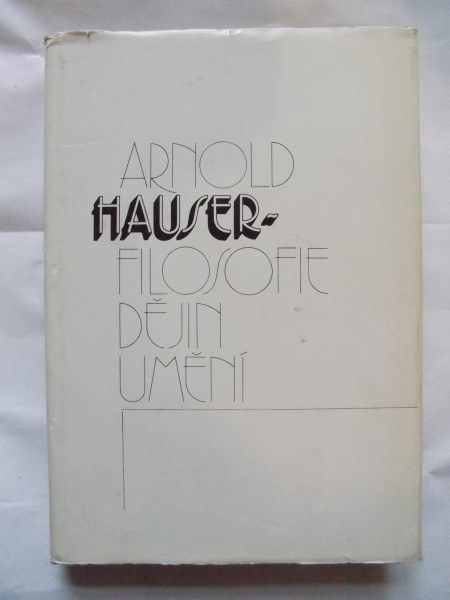 ARNOLD
HAUSER-
FILOSOFIE
DĚJIN
UMĚNÍ